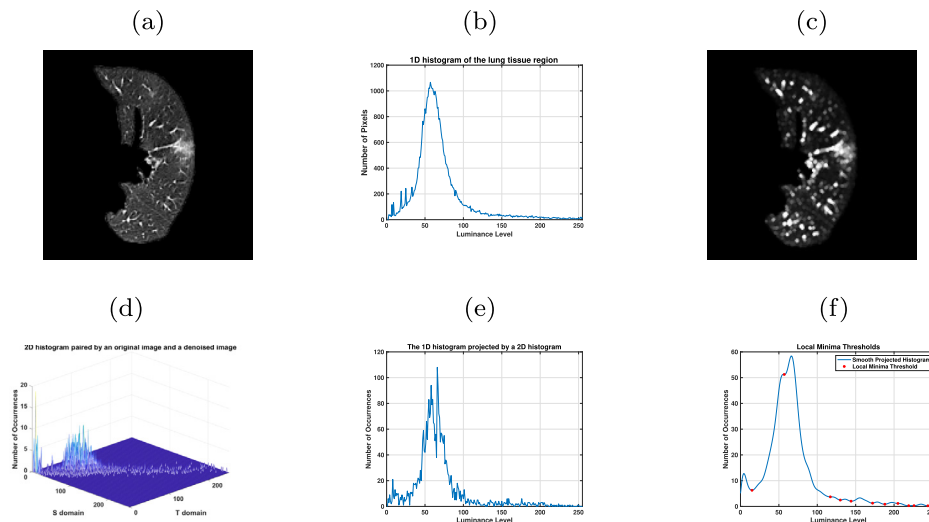 (a)
(b)
(c)
1D histogram of the lung tissue region
Number of Pixels
1200
1000
800
600
400
200
0
0 50 100 150 200 250
Luminance Level
(d)
(e)
(f)
2D histogram paired by an original image and a denoised image
Number of Occurrences
20
15
10
5
0
100
200
S domain
0
100
200
T domain
The 1D histogram projected by a 2D histogram
Number of Occurrences
120
100
80
60
40
20
0
0 50 100 150 200 250
Luminance Level
Local Minima Thresholds
Smooth Projected Histogram
Local Minima Threshold
Number of Occurrences
60
50
40
30
20
10
0
0 50 100 150 200
Luminance Level